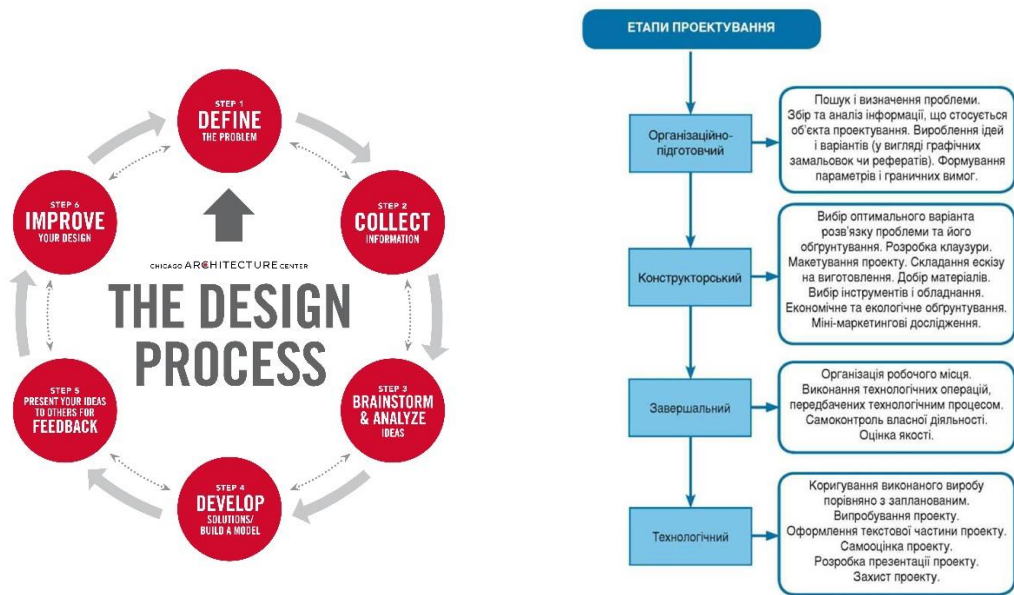 STEP 1
DEFINE
THE PROBLEM
STEP 2
COLLECT
INFORMATION
STEP 3
BRAINSTORM
& ANALYZE
IDEAS
STEP 4
DEVELOP
SOLUTIONS/
BUILD A MODEL
STEP 5
PRESENT YOUR IDEAS
TO OTHERS FOR
FEEDBACK
STEP 6
IMPROVE
YOUR DESIGN
CHICAGO ARCHITECTURE CENTER
THE DESIGN
PROCESS
ЕТАПИ ПРОЕКТУВАННЯ
Організаційно-
підготовчий
Пошук і визначення проблеми.
Збір та аналіз інформації, що стосується
об'єкта проектування. Вироблення ідей
і варіантів (у вигляді графічних
замальовок чи рефератів). Формування
параметрів і граничних вимог.
Конструкторський
Вибір оптимального варіанта
розв'язку проблеми та його
обґрунтування. Розробка клаузури.
Макетування проекту. Складання ескізу
на виготовлення. Добір матеріалів.
Вибір інструментів і обладнання.
Економічне та екологічне обґрунтування.
Міні-маркетингові дослідження.
Завершальний
Організація робочого місця.
Виконання технологічних операцій,
передбачених технологічним процесом.
Самоконтроль власної діяльності.
Оцінка якості.
Технологічний
Коригування виконаного виробу
порівняно з запланованим.
Випробування проекту.
Оформлення текстової частини проекту.
Самооцінка проекту.
Розробка презентації проекту.
Захист проекту.